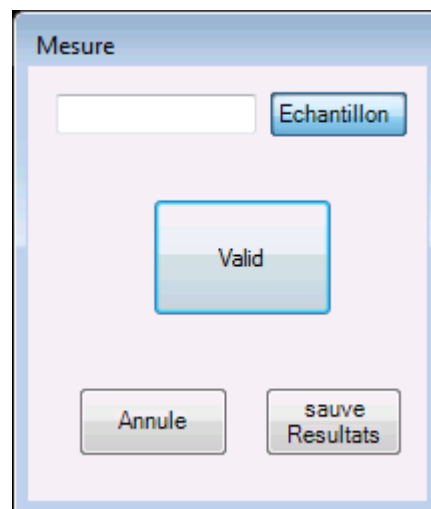 Mesure
Echantillon
Valid
Annule
sauve
Resultats